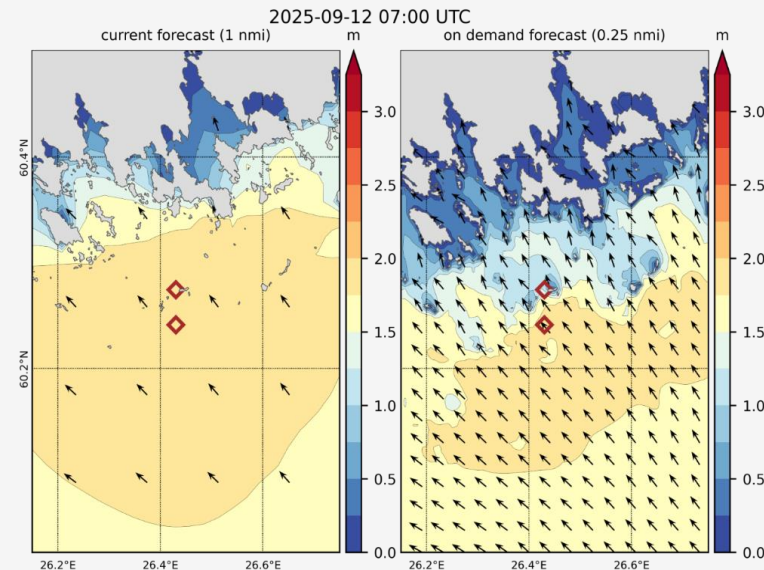 2025-09-12 07:00 UTC
current forecast (1 nmi)
m
on demand forecast (0.25 nmi)
m
3.0
2.5
2.0
1.5
1.0
0.5
0.0
3.0
2.5
2.0
1.5
1.0
0.5
0.0
60.4°N
60.2°N
26.2°E
26.4°E
26.6°E
26.2°E
26.4°E
26.6°E